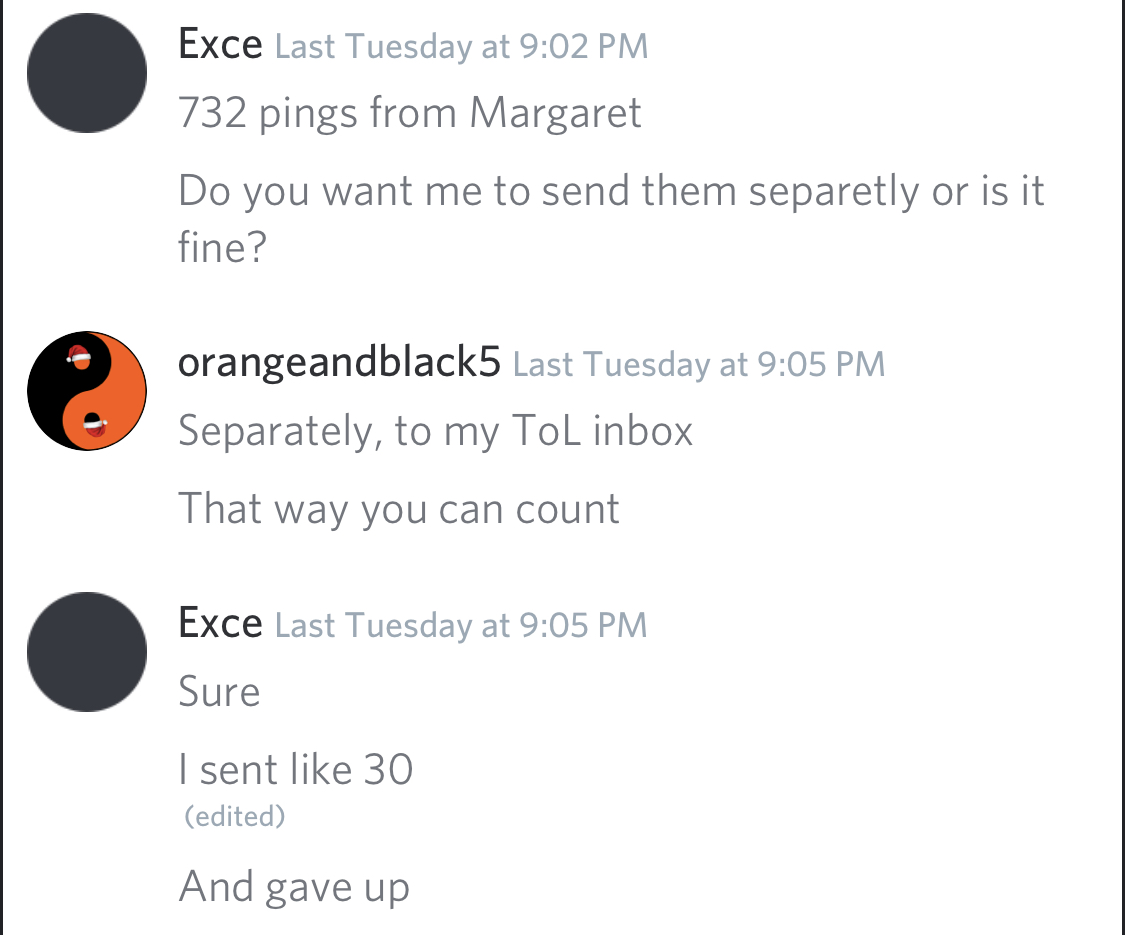 Exce Last Tuesday at 9:02 PM
732 pings from Margaret
Do you want me to send them separetly or is it
fine?
orangeandblack5 Last Tuesday at 9:05 PM
Separately, to my ToL inbox
That way you can count
Exce Last Tuesday at 9:05 PM
Sure
I sent like 30
(edited)
And gave up